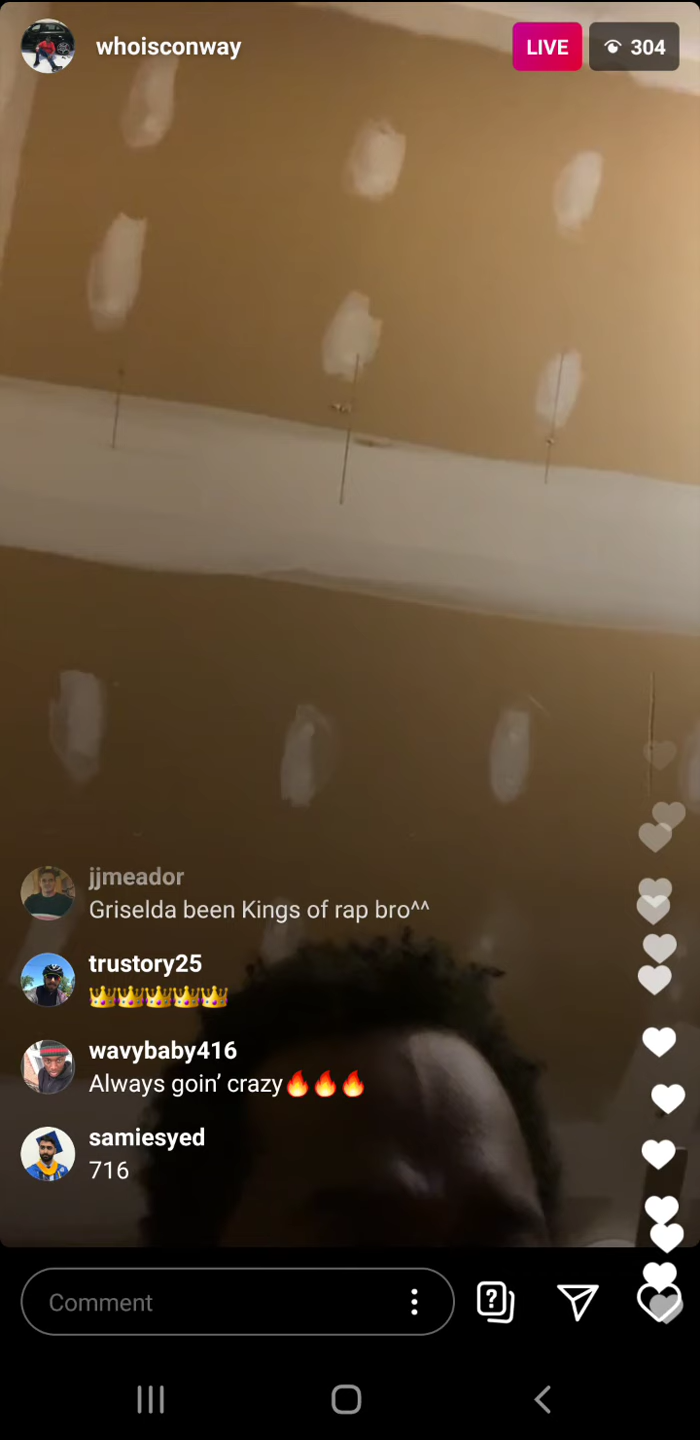 whoisconway
LIVE
304
jjmeador
Griselda been Kings of rap bro^^
trustory25
👑👑👑👑👑
wavybaby416
Always goin’ crazy🔥🔥🔥
samiesyed
716
Comment